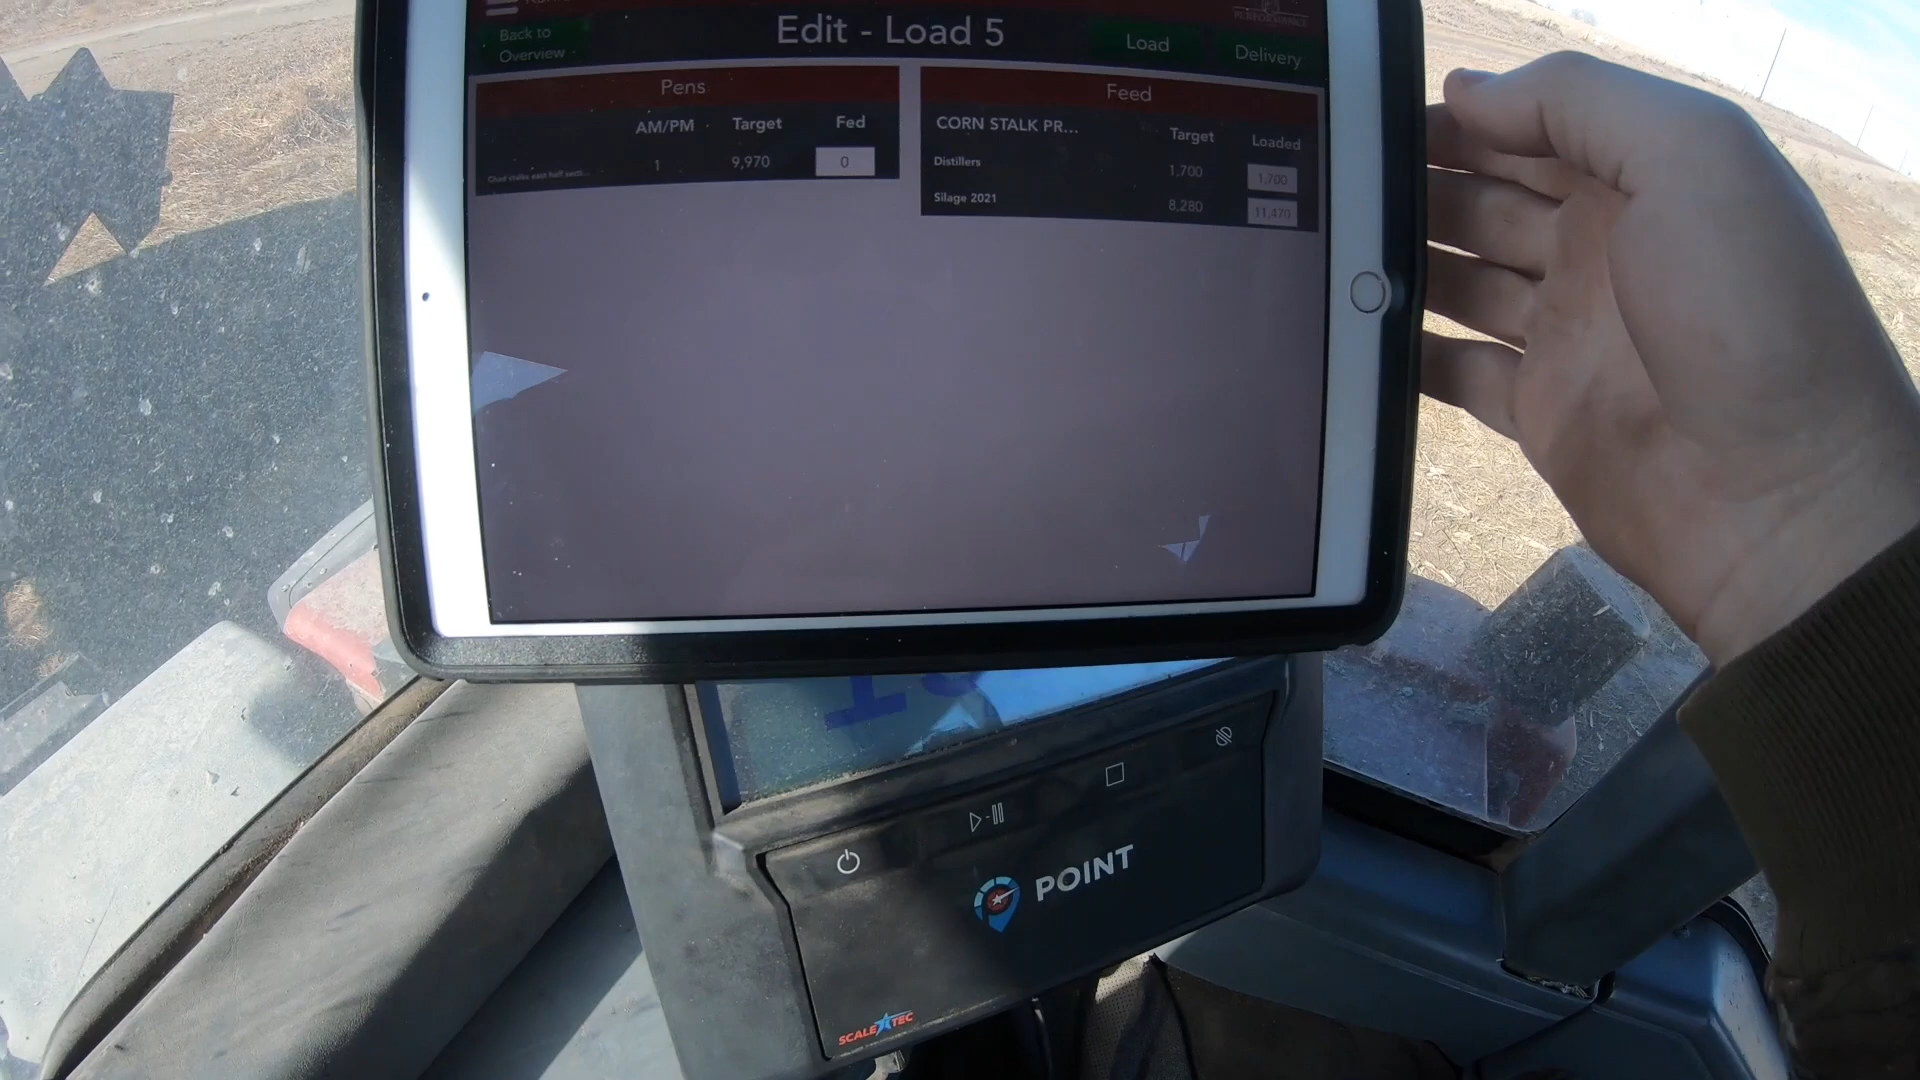 Back to
Overview
Edit - Load 5
Load
Delivery
Pens
AM/PM
Target
Fed
1
9,970
0
Feed
CORN STALK PR...
Target
Loaded
Distillers
1,700
1,700
Silage 2021
8,280
11,470
POINT
SCALE TEC